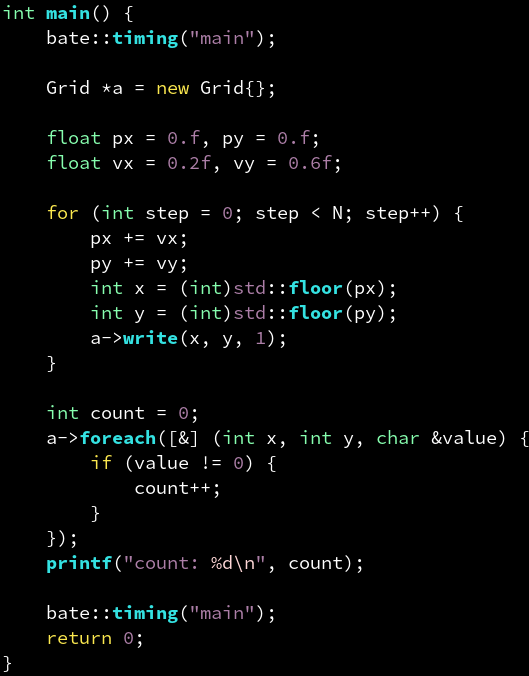 int main() {
    bate::timing("main");

    Grid *a = new Grid{};

    float px = 0.f, py = 0.f;
    float vx = 0.2f, vy = 0.6f;

    for (int step = 0; step < N; step++) {
        px += vx;
        py += vy;
        int x = (int)std::floor(px);
        int y = (int)std::floor(py);
        a->write(x, y, 1);
    }

    int count = 0;
    a->foreach([&] (int x, int y, char &value) {
        if (value != 0) {
            count++;
        }
    });
    printf("count: %d\n", count);

    bate::timing("main");
    return 0;
}